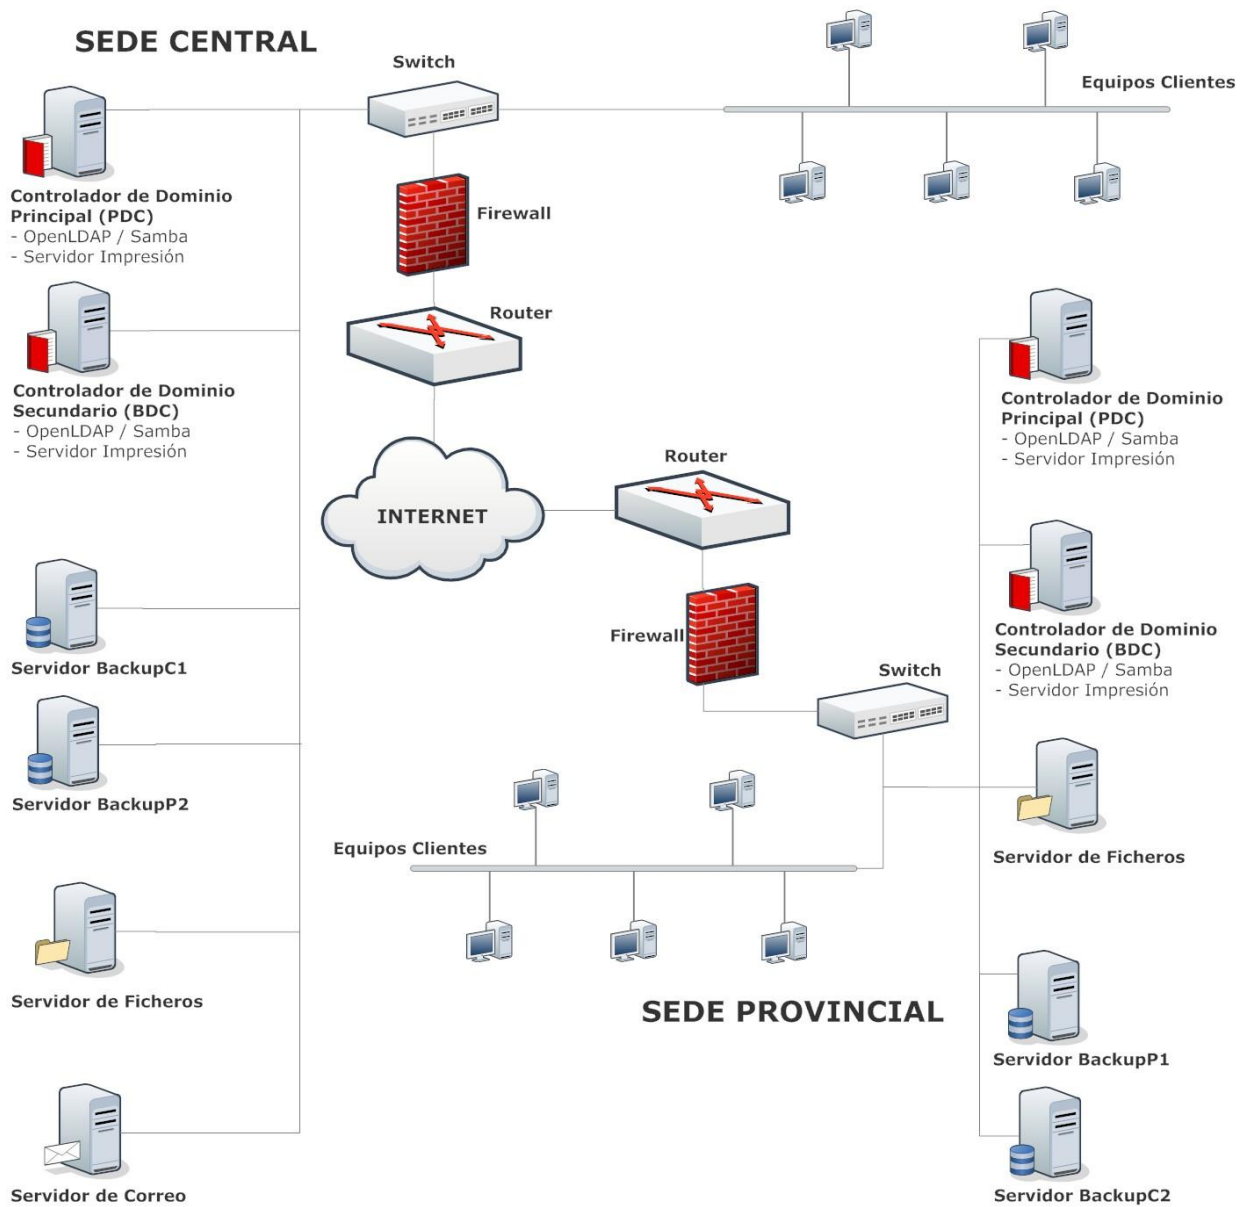 SEDE CENTRAL
Switch
Equipos Clientes
Controlador de Dominio
Principal (PDC)
- OpenLDAP / Samba
- Servidor Impresión
Firewall
Router
Controlador de Dominio
Secundario (BDC)
- OpenLDAP / Samba
- Servidor Impresión
INTERNET
Router
Controlador de Dominio
Principal (PDC)
- OpenLDAP / Samba
- Servidor Impresión
Servidor BackupC1
Firewall
Controlador de Dominio
Secundario (BDC)
- OpenLDAP / Samba
- Servidor Impresión
Switch
Servidor BackupP2
Equipos Clientes
Servidor de Ficheros
Servidor de Ficheros
SEDE PROVINCIAL
Servidor BackupP1
Servidor de Correo
Servidor BackupC2